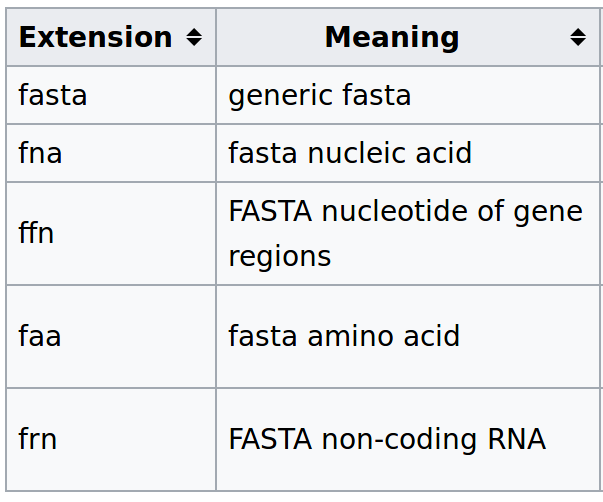 Extension Meaning
fasta generic fasta
fna fasta nucleic acid
ffn FASTA nucleotide of gene
regions
faa fasta amino acid
frn FASTA non-coding RNA